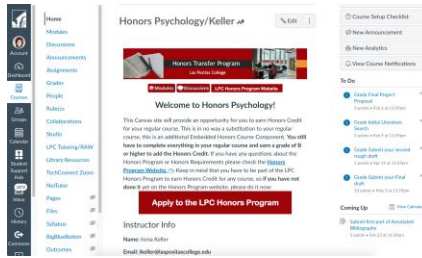 Account
Dashboard
Courses
Groups
Calendar
Support
Hub
History
Commons
Home
Modules
Discussions
Announcements
Assignments
Grades
People
Rubrics
Collaborations
Studio
LPC Tutoring/RAW
Library Resources
TechConnect Zoom
NetTutor
Pages
Files
Syllabus
BigBlueButton
Outcomes
Honors Psychology/Keller
Edit
Honors Transfer Program
Las Positas College
Modules
Discussions
LPC Honors Program Website
Welcome to Honors Psychology!
This Canvas site will provide an opportunity for you to earn Honors Credit
for your regular course. This is in no way a substitution to your regular
course, this is an additional Embedded Honors Course Component. You still
have to complete everything in your regular course and earn a grade of B
or higher to add the Honors Credit. If you have any questions about the
Honors Program or Honors Requirements please check the Honors
Program Website. Keep in mind that you have to be part of the LPC
Honors Program to earn Honors Credit for any course, so if you have not
done it yet on the Honors Program website, please do it now:
Apply to the LPC Honors Program
Instructor Info
Name: Irena Keller
Email: ikeller@laspositascollege.edu
Course Setup Checklist
New Announcement
New Analytics
View Course Notifications
To Do
Grade Final Project
Proposal
Grade Initial Literature
Search
Grade Submit your second
rough draft
Grade Submit your Final
draft
Coming Up
View Calendar
Submit first part of Annotated
Bibliography